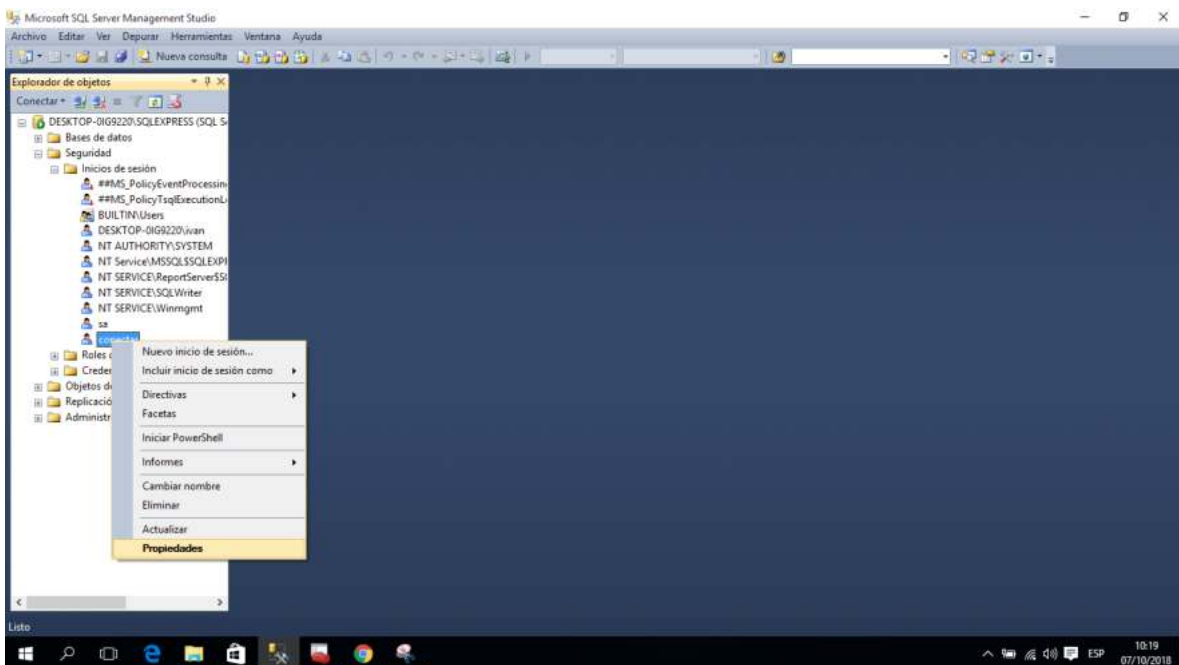 Microsoft SQL Server Management Studio
Archivo Editar Ver Depurar Herramientas Ventana Ayuda
Nueva consulta
Explorador de objetos
Conectar
DESKTOP-0IG9220\SQLEXPRESS (SQL S
Bases de datos
Seguridad
Inicios de sesión
##MS_PolicyEventProcessin
##MS_PolicyTsqlExecutionL
BUILTIN\Users
DESKTOP-0IG9220\ivan
NT AUTHORITY\SYSTEM
NT Service\MSSQL$SQLEXP
NT SERVICE\ReportServer$S
NT SERVICE\SQLWriter
NT SERVICE\Winmgmt
sa
conectar
Roles
Creden
Objetos de
Replicació
Administr
Nuevo inicio de sesión...
Incluir inicio de sesión como
Directivas
Facetas
Iniciar PowerShell
Informes
Cambiar nombre
Eliminar
Actualizar
Propiedades
Listo
ESP
10:19
07/10/2018